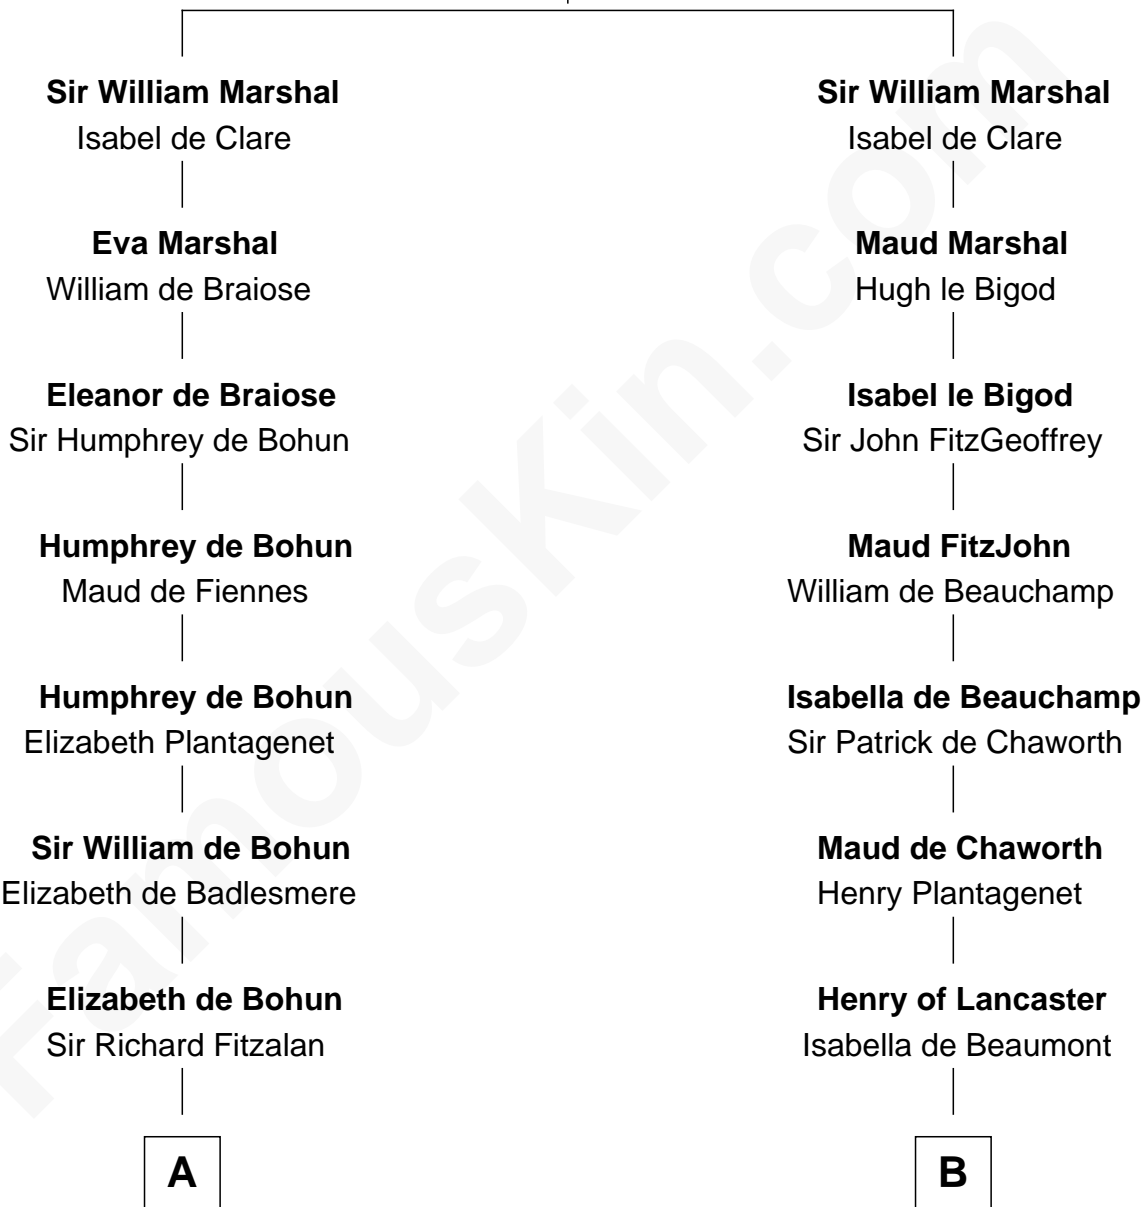 Sir William Marshal
Isabel de Clare
Eva Marshal
William de Braiose
Eleanor de Braiose
Sir Humphrey de Bohun
Humphrey de Bohun
Maud de Fiennes
Humphrey de Bohun
Elizabeth Plantagenet
Sir William de Bohun
Elizabeth de Badlesmere
Elizabeth de Bohun
Sir Richard Fitzalan
A
Sir William Marshal
Isabel de Clare
Maud Marshal
Hugh le Bigod
Isabel le Bigod
Sir John FitzGeoffrey
Maud FitzJohn
William de Beauchamp
Isabella de Beauchamp
Sir Patrick de Chaworth
Maud de Chaworth
Henry Plantagenet
Henry of Lancaster
Isabella de Beaumont
B
FamousKin.com